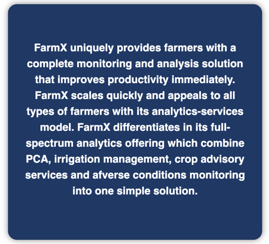 FarmX uniquely provides farmers with a
complete monitoring and analysis solution
that improves productivity immediately.
FarmX scales quickly and appeals to all
types of farmers with its analytics-services
model. FarmX differentiates in its full-
spectrum analytics offering which combine
PCA, irrigation management, crop advisory
services and afverse conditions monitoring
into one simple solution.